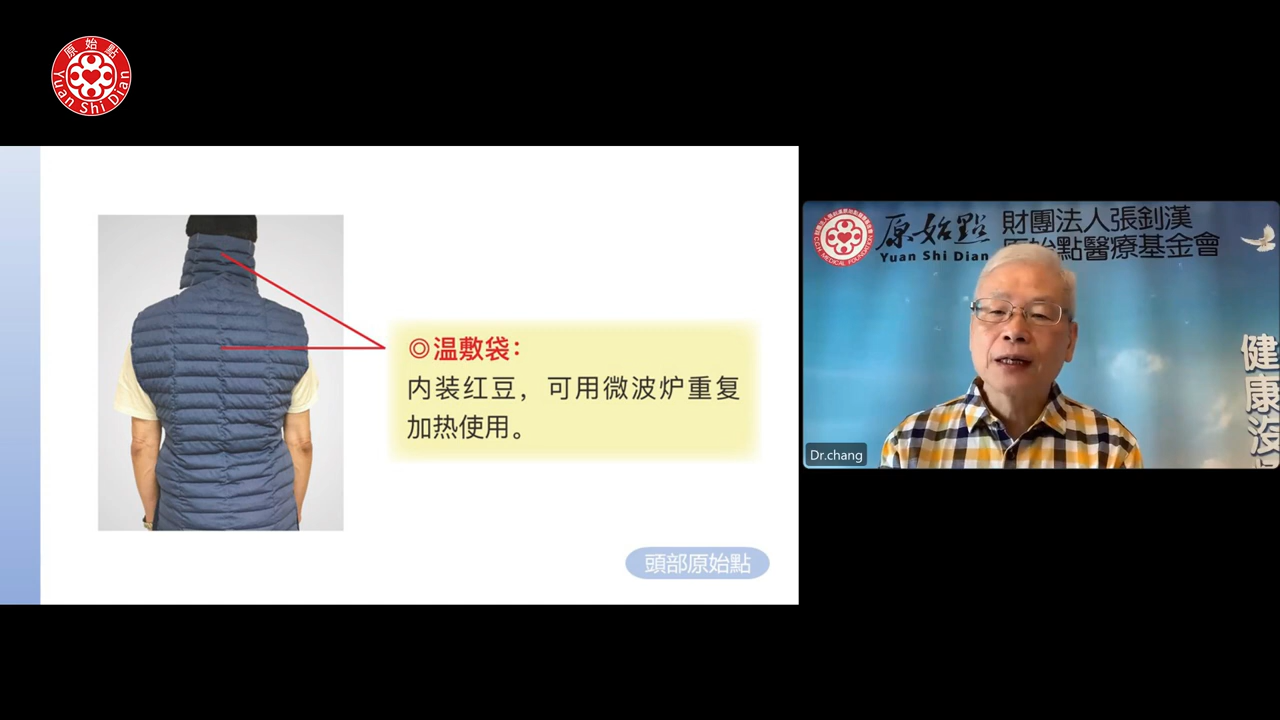 原始點
Yuan Shi Dian
◎温敷袋：
内装红豆，可用微波炉重复
加热使用。
頭部原始點
原始點
Yuan Shi Dian
財團法人張釗漢
原始點醫療基金會
健康沒
Dr.chang